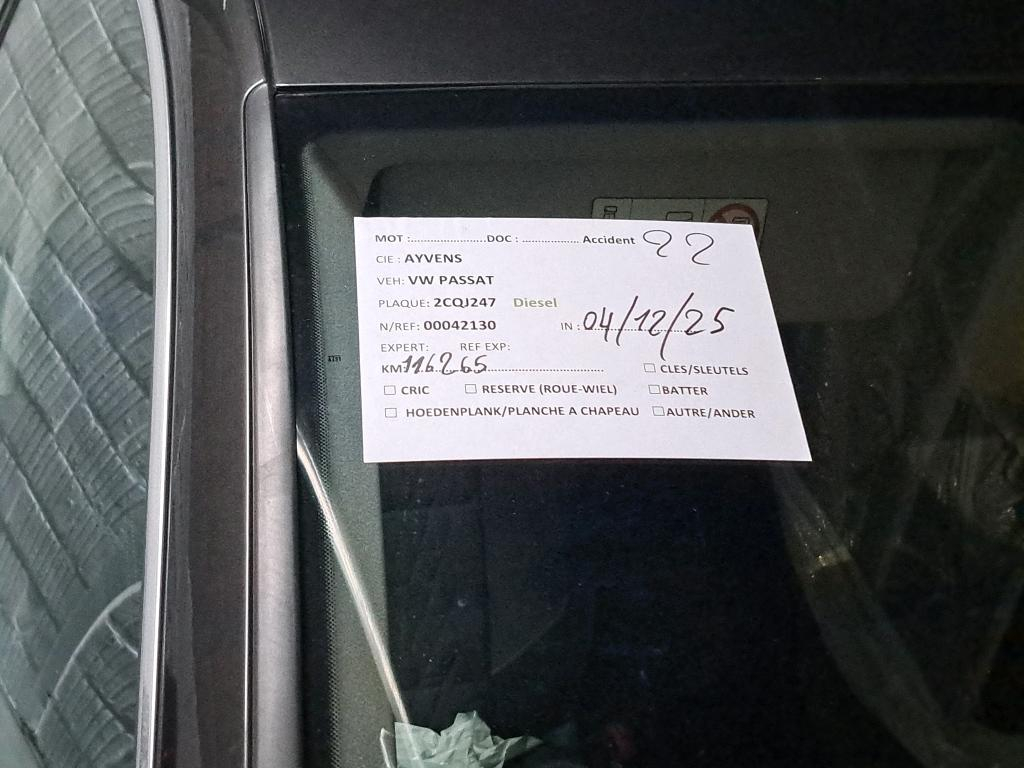 MOT :........................DOC : .................. Accident
CIE : AYVENS
VEH: VW PASSAT
PLAQUE: 2CQJ247 Diesel
N/REF: 00042130 IN : 04/12/25
EXPERT: REF EXP:
KM: 116265..............................
☐ CLES/SLEUTELS
☐ CRIC ☐ RESERVE (ROUE-WIEL) ☐ BATTER
☐ HOEDENPLANK/PLANCHE A CHAPEAU ☐ AUTRE/ANDER